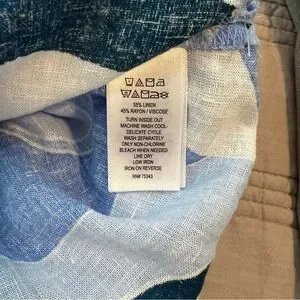 55% LINEN
45% RAYON / VISCOSE
TURN INSIDE OUT
MACHINE WASH COOL-
DELICATE CYCLE
WASH SEPARATELY
ONLY NON-CHLORINE
BLEACH WHEN NEEDED
LINE DRY
LOW IRON
IRON ON REVERSE
RN# 73343